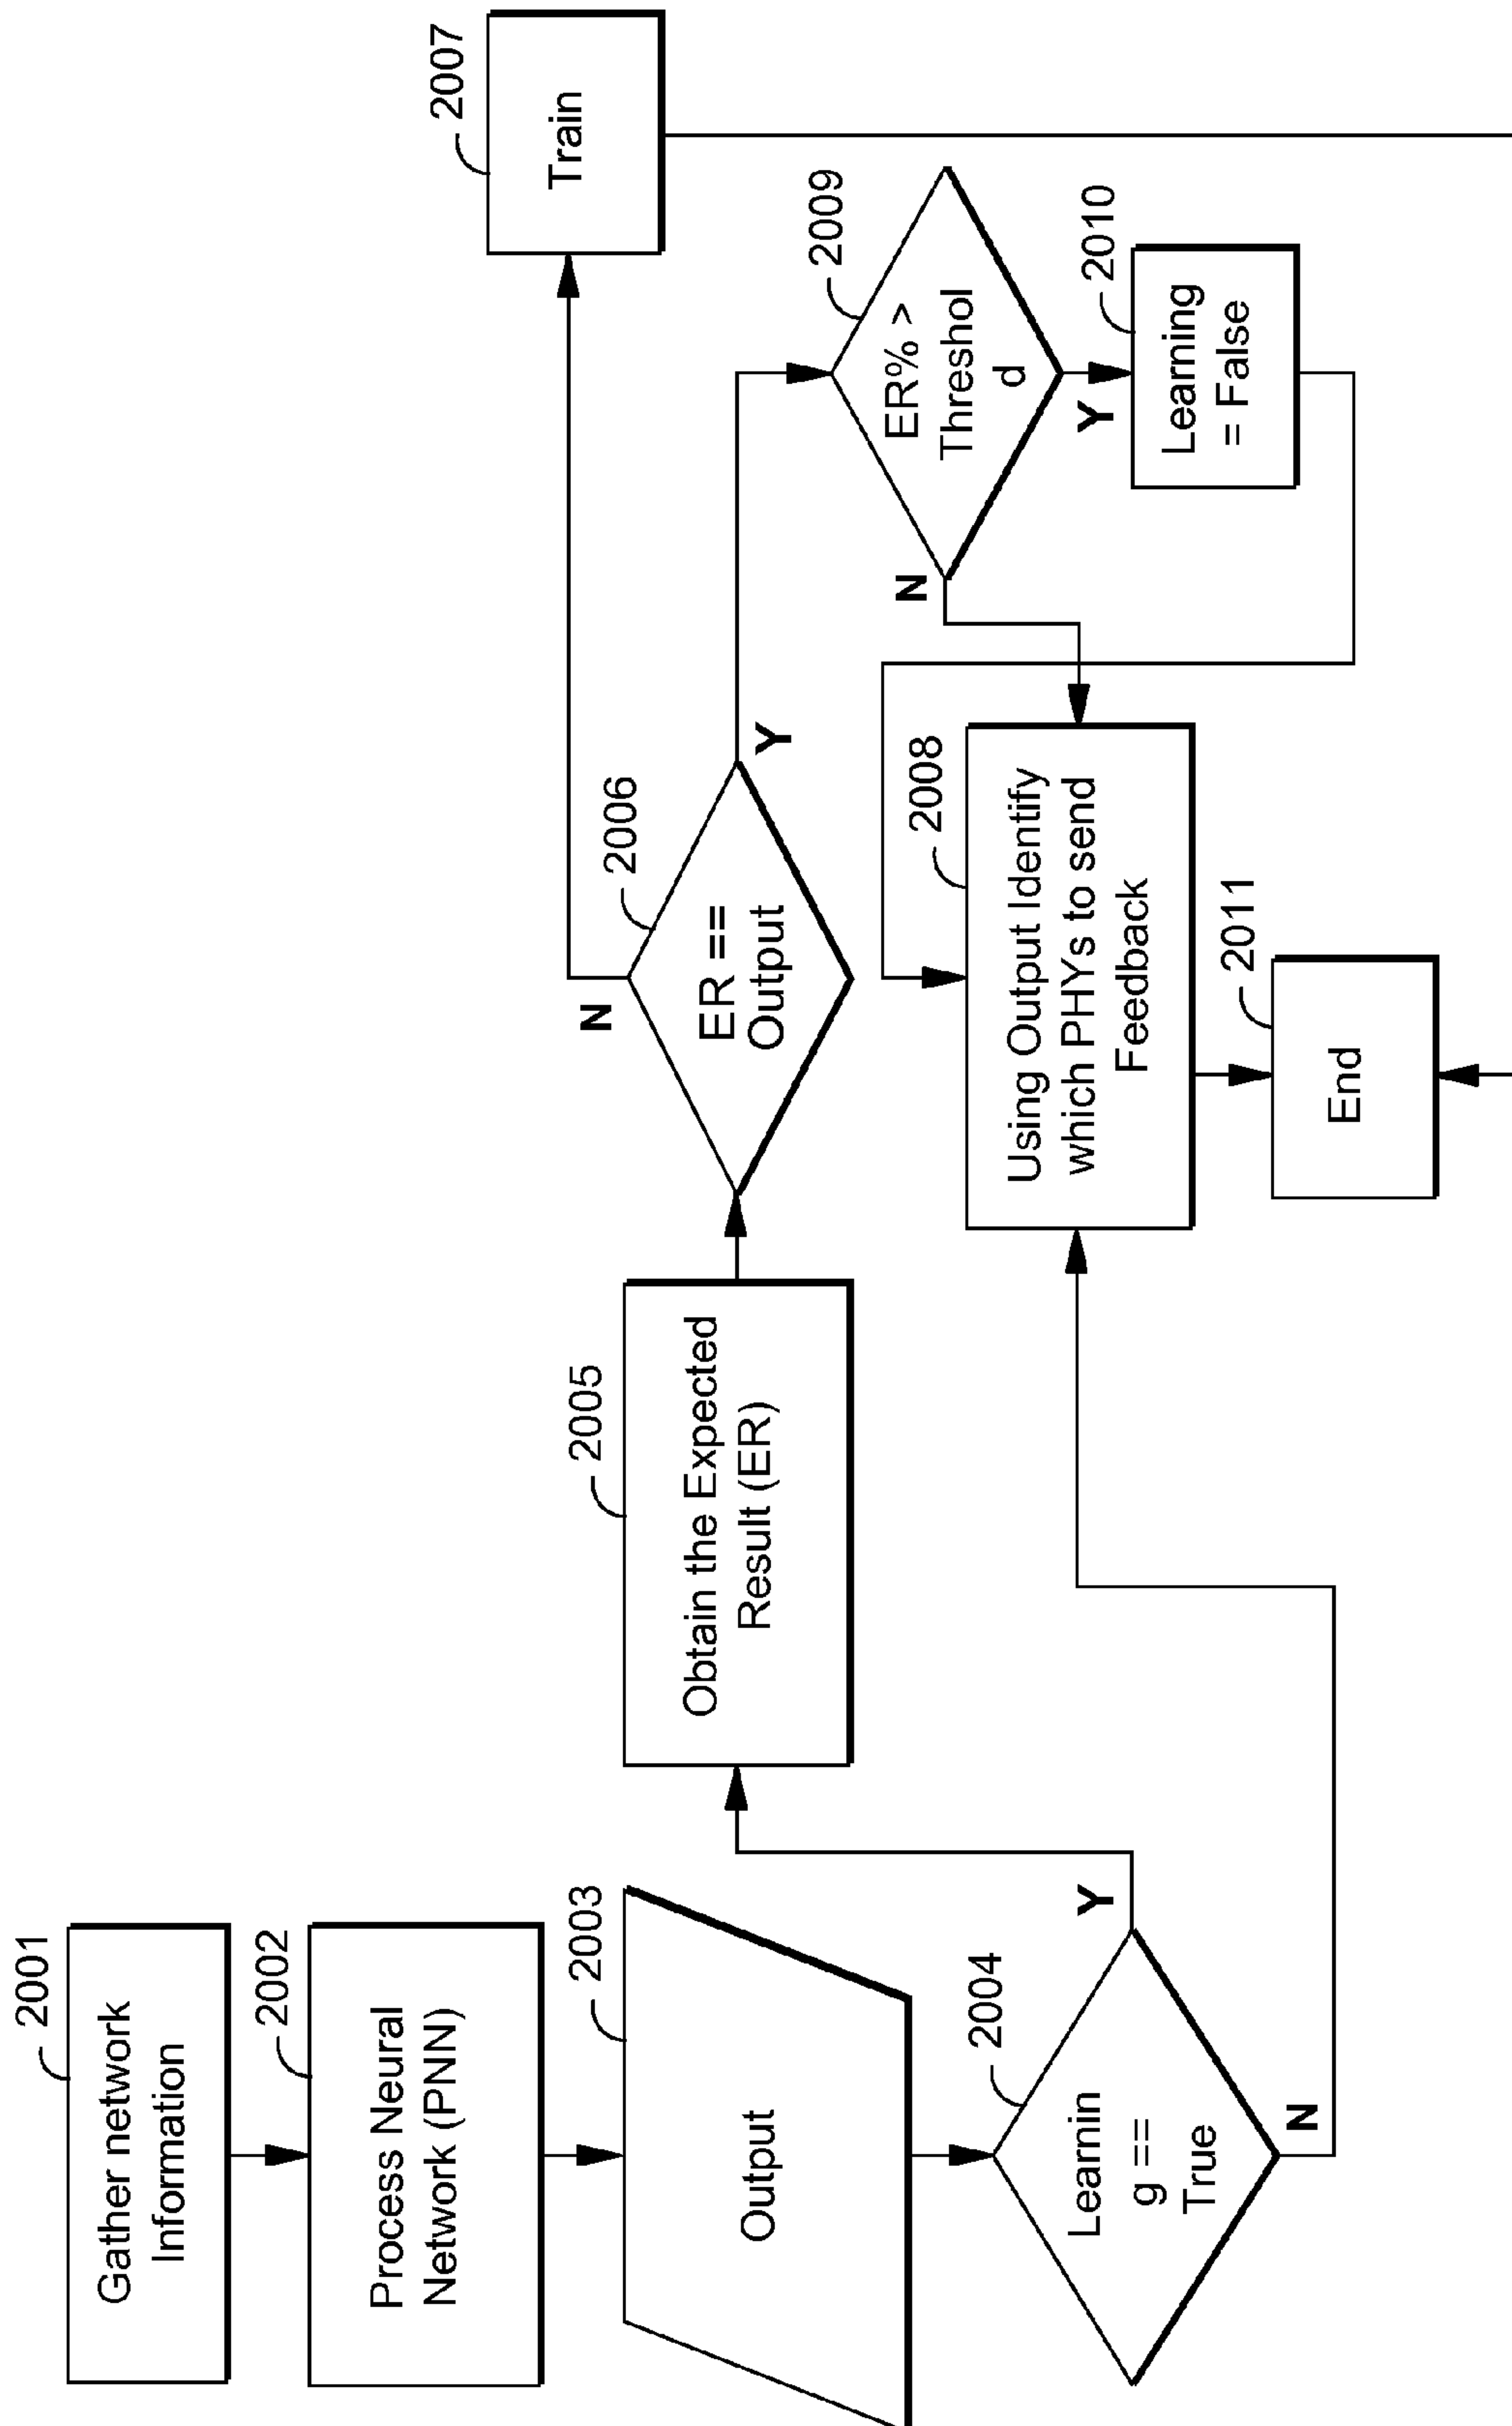 2001
Gather network
Information
2002
Process Neural
Network (PNN)
2003
Output
2004
Learnin
g ==
True
Y
N
2005
Obtain the Expected
Result (ER)
2006
ER ==
Output
N
Y
2007
Train
2009
ER% >
Threshol
d
N
Y
2010
Learning
= False
2008
Using Output Identify
which PHYs to send
Feedback
2011
End